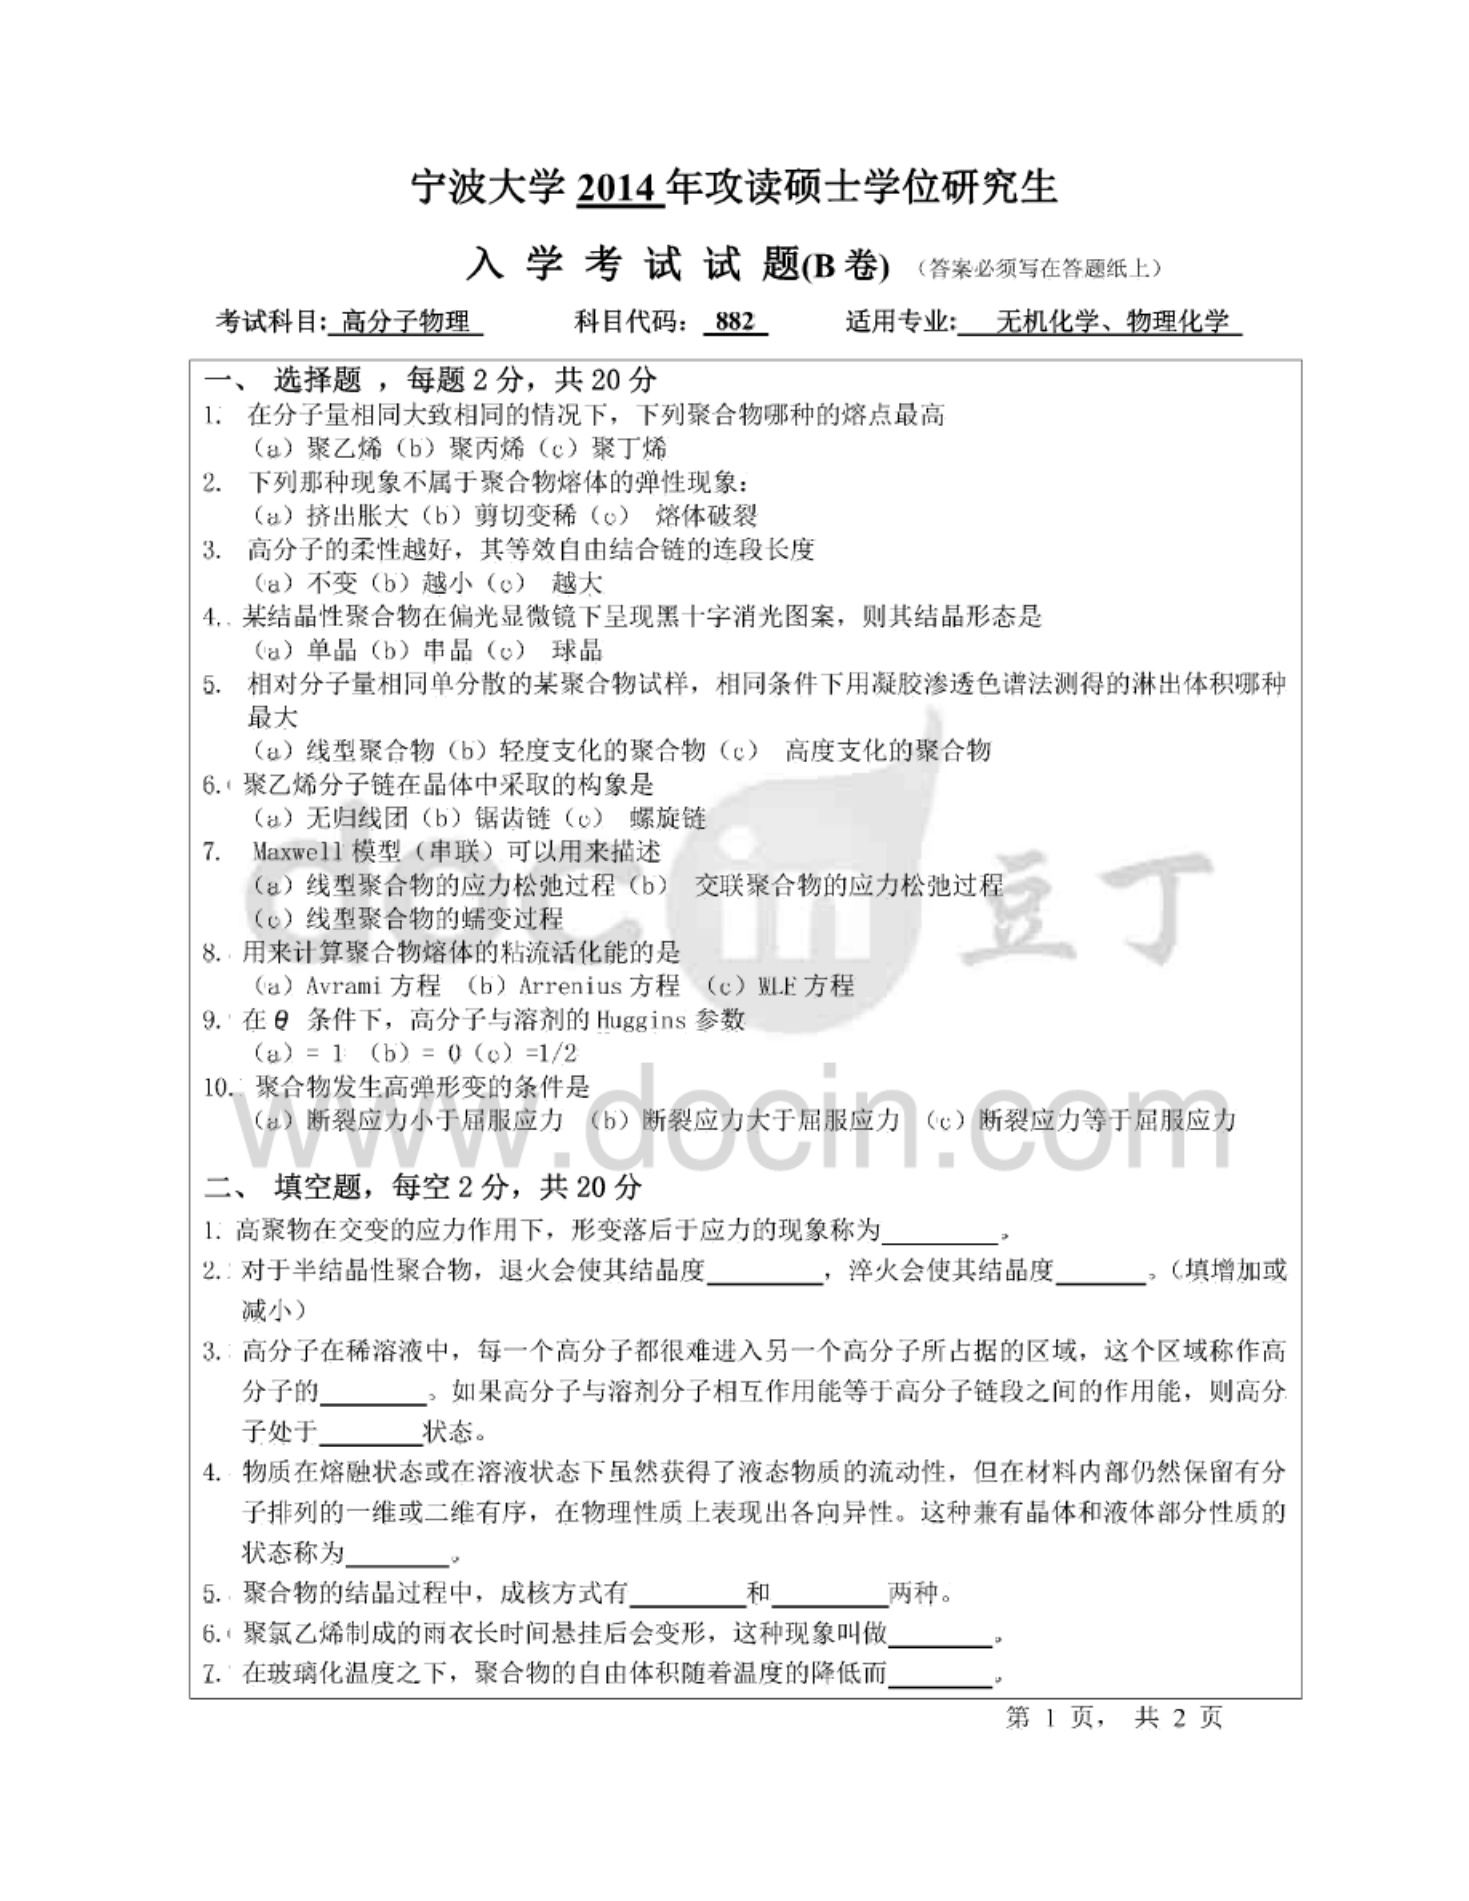 宁波大学 2014 年攻读硕士学位研究生
入 学 考 试 试 题(B 卷) （答案必须写在答题纸上）
考试科目: 高分子物理 科目代码： 882 适用专业: 无机化学、物理化学
一、 选择题 ，每题 2 分，共 20 分
1. 在分子量相同大致相同的情况下，下列聚合物哪种的熔点最高
（a）聚乙烯（b）聚丙烯（c）聚丁烯
2. 下列那种现象不属于聚合物熔体的弹性现象：
（a）挤出胀大（b）剪切变稀（c） 熔体破裂
3. 高分子的柔性越好，其等效自由结合链的连段长度
（a）不变（b）越小（c） 越大
4. 某结晶性聚合物在偏光显微镜下呈现黑十字消光图案，则其结晶形态是
（a）单晶（b）串晶（c） 球晶
5. 相对分子量相同单分散的某聚合物试样，相同条件下用凝胶渗透色谱法测得的淋出体积哪种
最大
（a）线型聚合物（b）轻度支化的聚合物（c） 高度支化的聚合物
6. 聚乙烯分子链在晶体中采取的构象是
（a）无归线团（b）锯齿链（c） 螺旋链
7. Maxwell 模型（串联）可以用来描述
（a）线型聚合物的应力松弛过程（b） 交联聚合物的应力松弛过程
（c）线型聚合物的蠕变过程
8. 用来计算聚合物熔体的粘流活化能的是
（a）Avrami 方程 （b）Arrenius 方程 （c）WLF 方程
9. 在 θ 条件下，高分子与溶剂的 Huggins 参数
（a）= 1 （b）= 0（c）=1/2
10. 聚合物发生高弹形变的条件是
（a）断裂应力小于屈服应力 （b）断裂应力大于屈服应力 （c）断裂应力等于屈服应力
二、 填空题，每空 2 分，共 20 分
1. 高聚物在交变的应力作用下，形变落后于应力的现象称为________。
2. 对于半结晶性聚合物，退火会使其结晶度________，淬火会使其结晶度______。（填增加或
减小）
3. 高分子在稀溶液中，每一个高分子都很难进入另一个高分子所占据的区域，这个区域称作高
分子的________。如果高分子与溶剂分子相互作用能等于高分子链段之间的作用能，则高分
子处于________状态。
4. 物质在熔融状态或在溶液状态下虽然获得了液态物质的流动性，但在材料内部仍然保留有分
子排列的一维或二维有序，在物理性质上表现出各向异性。这种兼有晶体和液体部分性质的
状态称为________。
5. 聚合物的结晶过程中，成核方式有________和________两种。
6. 聚氯乙烯制成的雨衣长时间悬挂后会变形，这种现象叫做________。
7. 在玻璃化温度之下，聚合物的自由体积随着温度的降低而________。
第 1 页， 共 2 页
docin 豆丁
www.docin.com